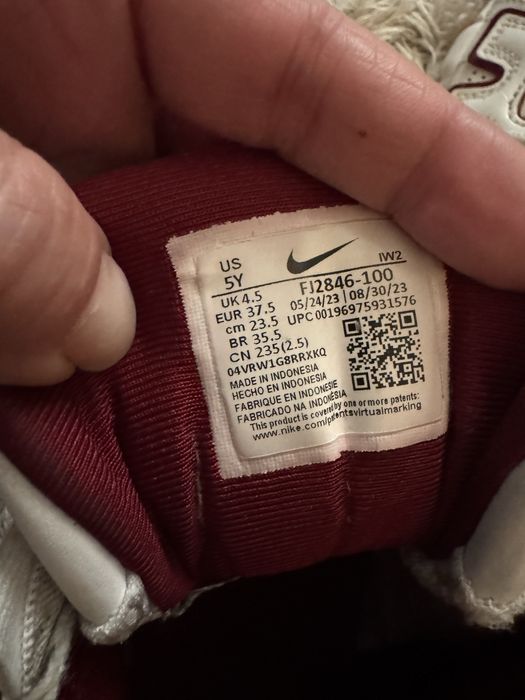 US IW2
5Y FJ2846-100
UK 4.5 05/24/23 | 08/30/23
EUR 37.5 UPC 00196975931576
cm 23.5
BR 35.5
CN 235(2.5)
04VRW1G8RRXKQ
MADE IN INDONESIA
HECHO EN INDONESIA
FABRIQUE EN INDONESIE
FABRICADO NA INDONÉSIA
This product is covered by one or more patents:
www.nike.com/patentsvirtualmarking